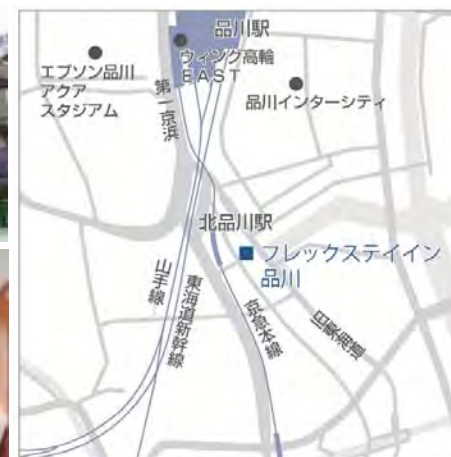 品川駅
ウィング高輪
EAST
エプソン品川
アクア
スタジアム
第一京浜
品川インターシティ
北品川駅
フレックステイイン
品川
山手線
東海道新幹線
京急本線
旧東海道